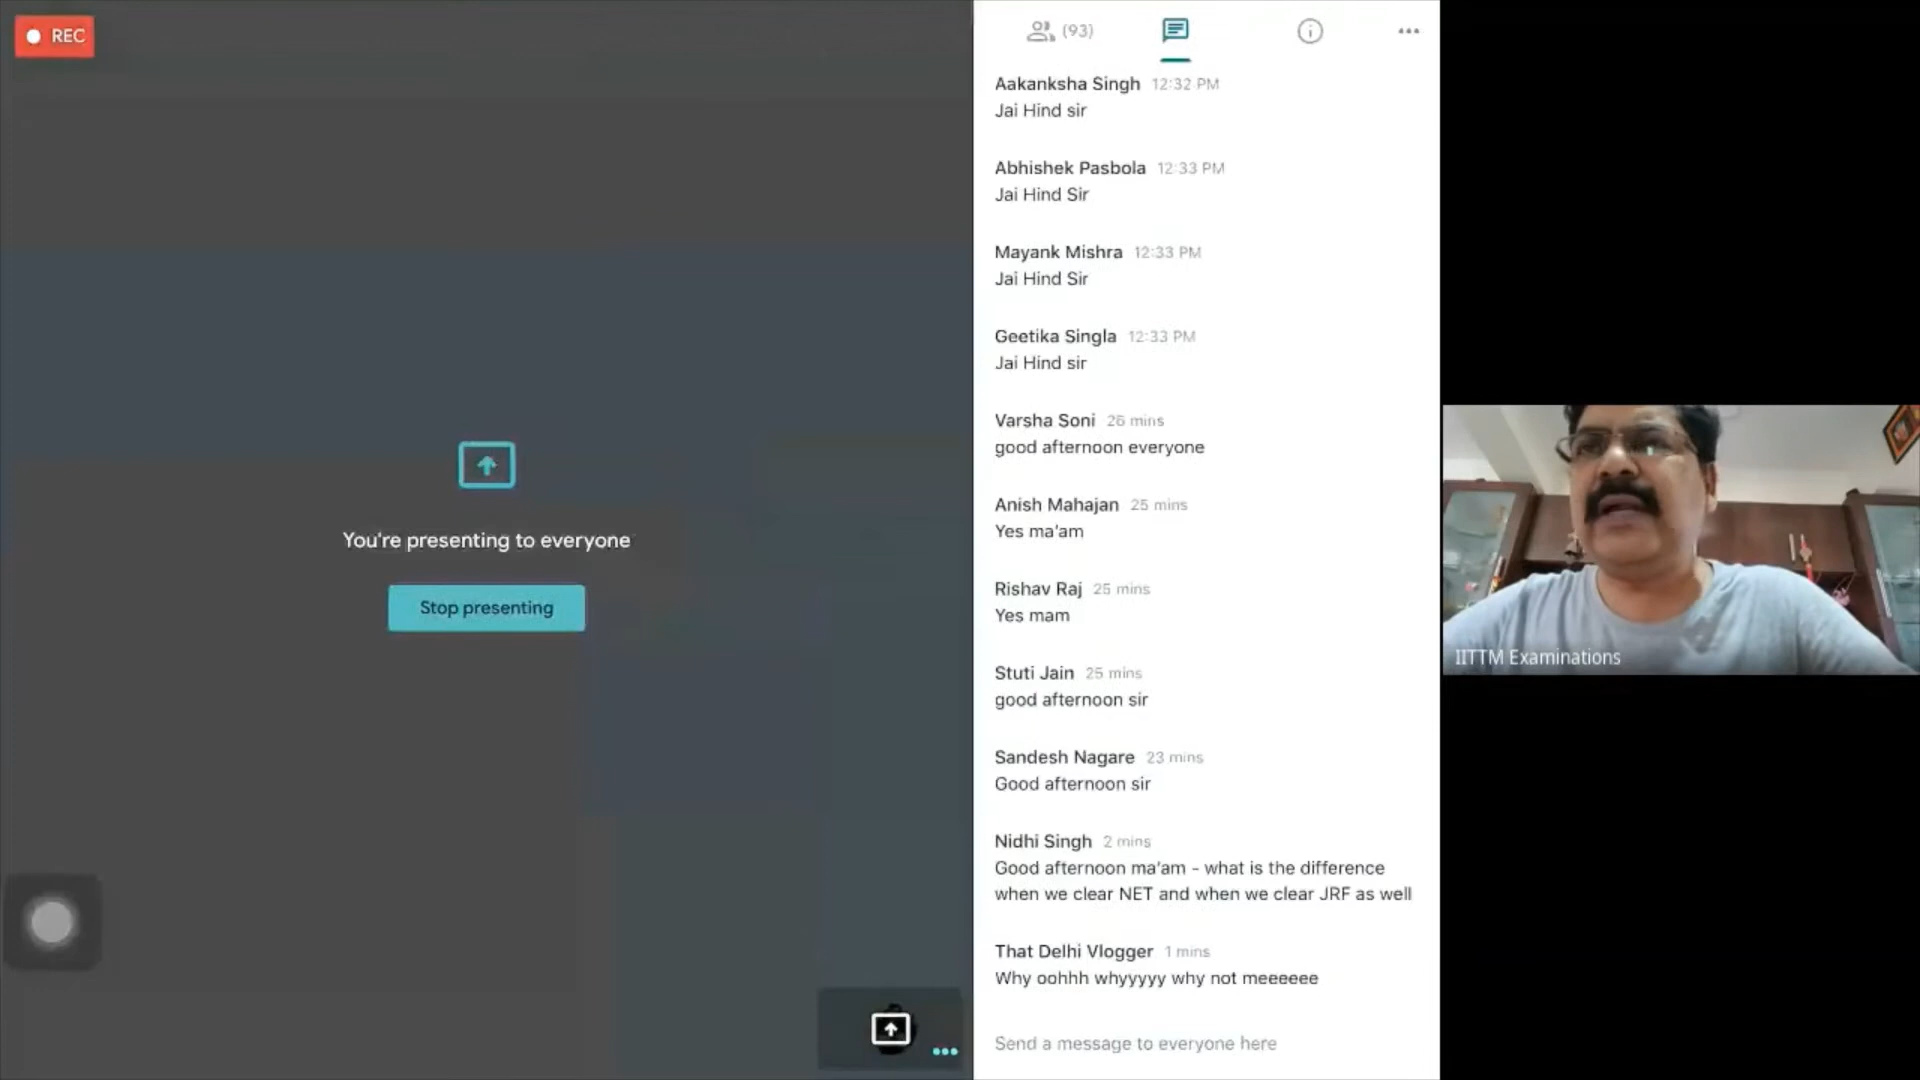 REC
You're presenting to everyone
Stop presenting
(93)
Aakanksha Singh 12:32 PM
Jai Hind sir
Abhishek Pasbola 12:33 PM
Jai Hind Sir
Mayank Mishra 12:33 PM
Jai Hind Sir
Geetika Singla 12:33 PM
Jai Hind sir
Varsha Soni 26 mins
good afternoon everyone
Anish Mahajan 25 mins
Yes ma'am
Rishav Raj 25 mins
Yes mam
Stuti Jain 25 mins
good afternoon sir
Sandesh Nagare 23 mins
Good afternoon sir
Nidhi Singh 2 mins
Good afternoon ma'am - what is the difference
when we clear NET and when we clear JRF as well
That Delhi Vlogger 1 mins
Why oohhh whyyyyy why not meeeeee
Send a message to everyone here
IITTM Examinations